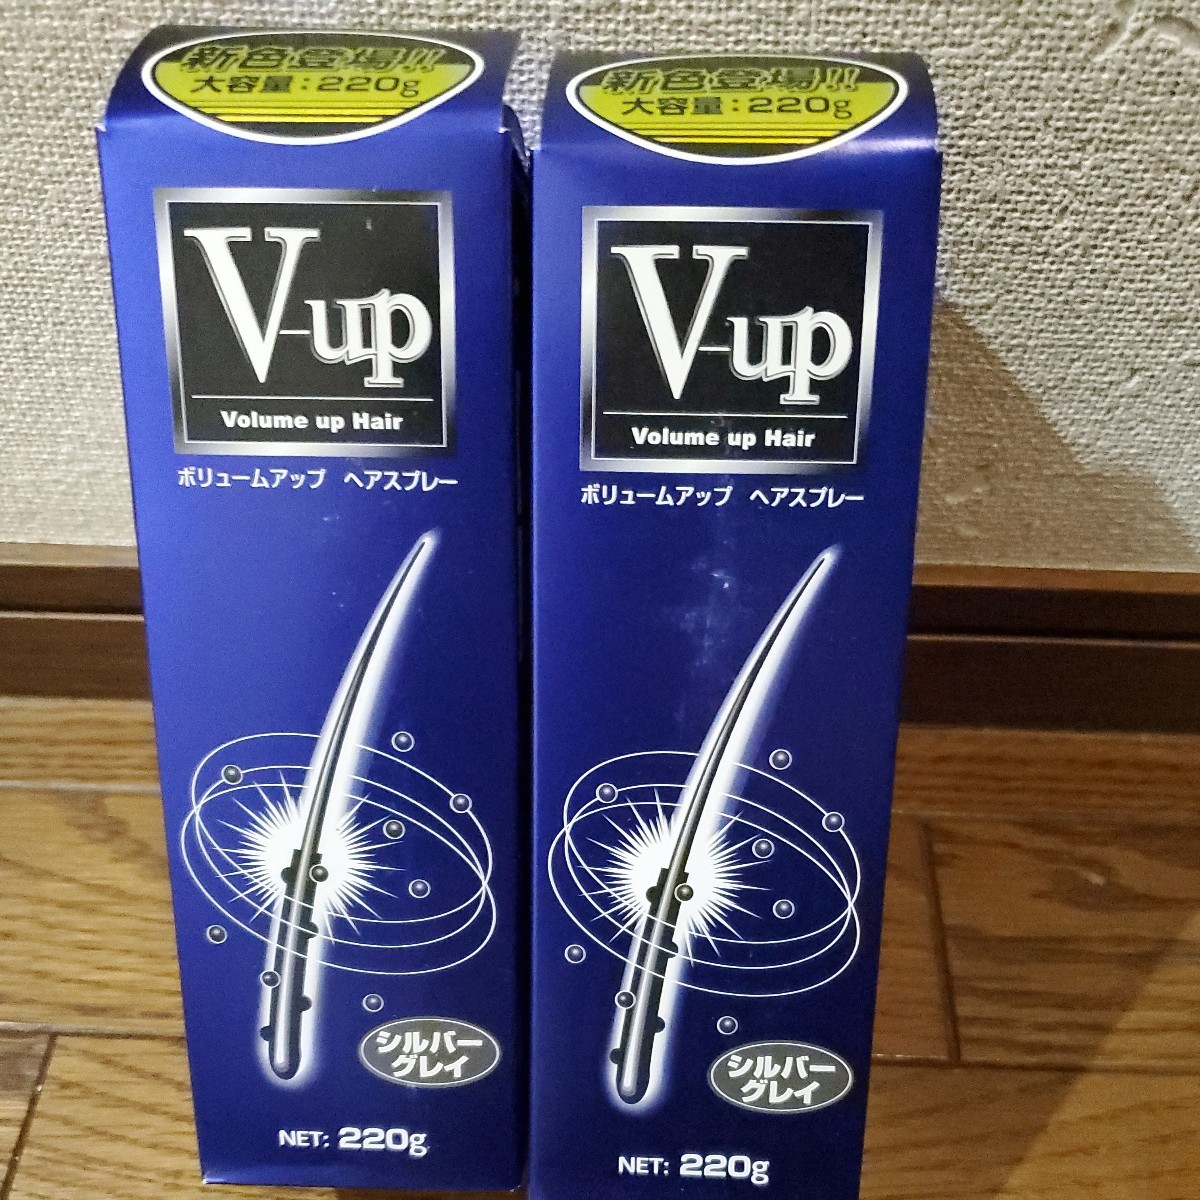 新色登場!!
大容量:220g
V-up
Volume up Hair
ボリュームアップ ヘアスプレー
シルバー
グレイ
NET: 220g
新色登場!!
大容量:220g
V-up
Volume up Hair
ボリュームアップ ヘアスプレー
シルバー
グレイ
NET: 220g